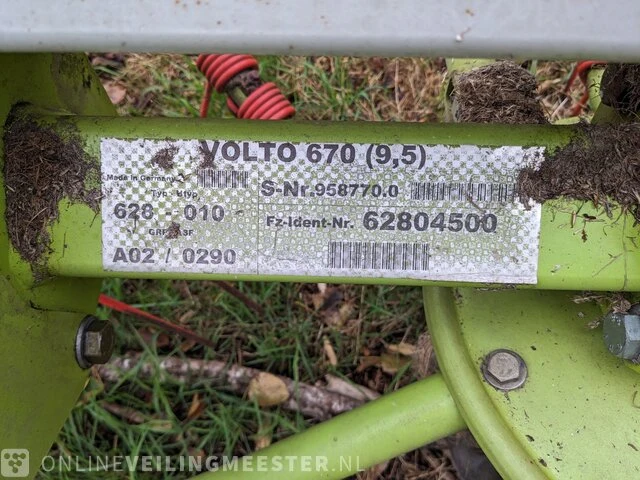 VOLTO 670 (9,5)
Made in Germany
S-Nr.958770.0
628 - 010
Fz-Ident-Nr. 62804500
A02 / 0290
ONLINEVEILINGMEESTER.NL